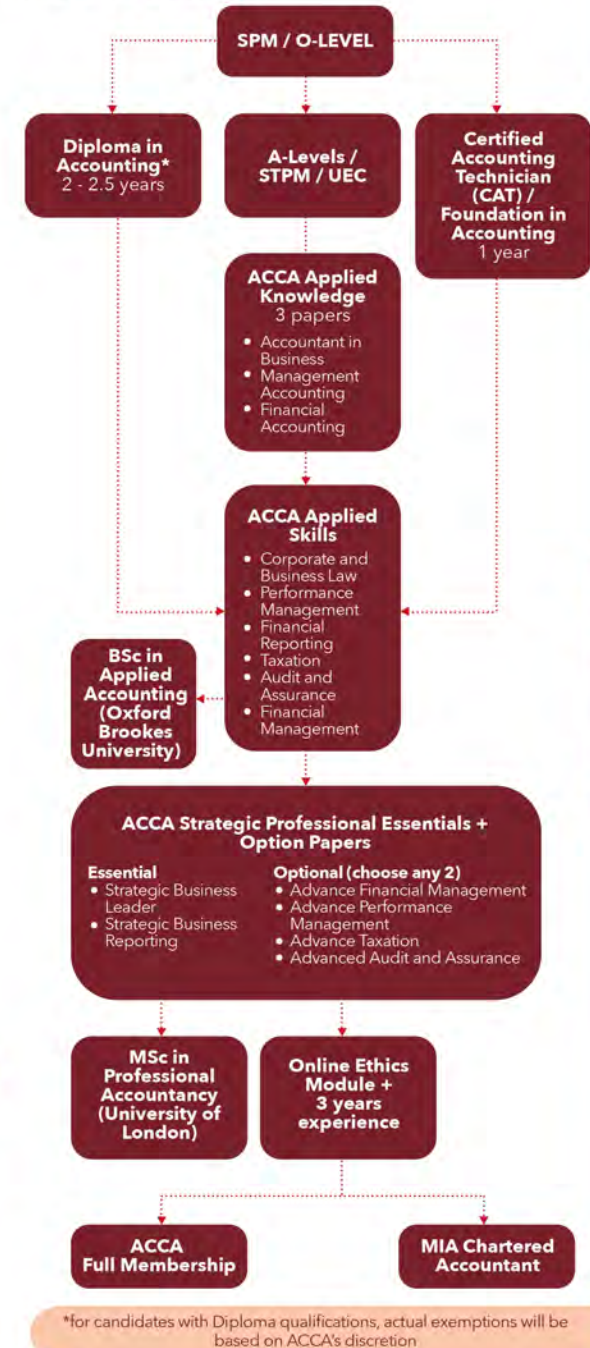 SPM / O-LEVEL
Diploma in
Accounting*
2 - 2.5 years
A-Levels /
STPM / UEC
Certified
Accounting
Technician
(CAT) /
Foundation in
Accounting
1 year
ACCA Applied
Knowledge
3 papers
• Accountant in
Business
• Management
Accounting
• Financial
Accounting
ACCA Applied
Skills
• Corporate and
Business Law
• Performance
Management
• Financial
Reporting
• Taxation
• Audit and
Assurance
• Financial
Management
BSc in
Applied
Accounting
(Oxford
Brookes
University)
ACCA Strategic Professional Essentials +
Option Papers
Essential
• Strategic Business
Leader
• Strategic Business
Reporting
Optional (choose any 2)
• Advance Financial Management
• Advance Performance
Management
• Advance Taxation
• Advanced Audit and Assurance
MSc in
Professional
Accountancy
(University of
London)
Online Ethics
Module +
3 years
experience
ACCA
Full Membership
MIA Chartered
Accountant
*for candidates with Diploma qualifications, actual exemptions will be
based on ACCA's discretion